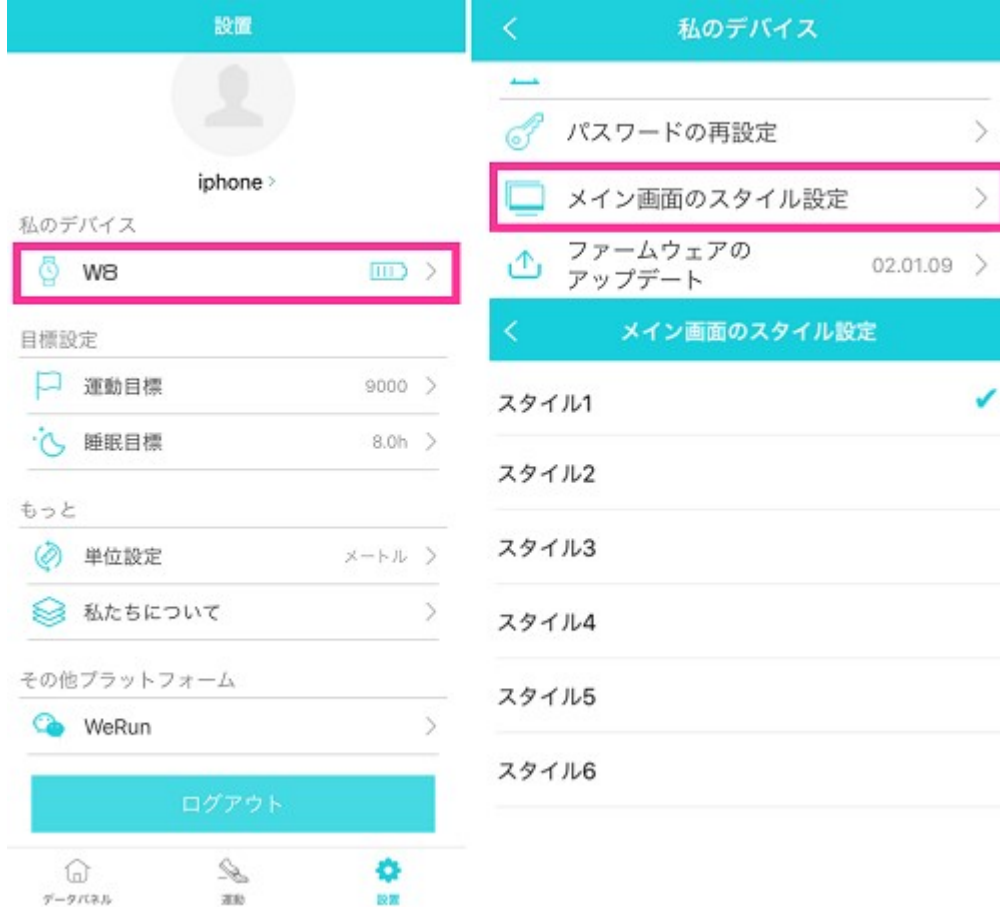 設置
iphone >
私のデバイス
W8
目標設定
運動目標 9000
睡眠目標 8.0h
もっと
単位設定 メートル
私たちについて
その他プラットフォーム
WeRun
ログアウト
データパネル 運動 設置
私のデバイス
パスワードの再設定
メイン画面のスタイル設定
ファームウェアの
アップデート 02.01.09
メイン画面のスタイル設定
スタイル1
スタイル2
スタイル3
スタイル4
スタイル5
スタイル6